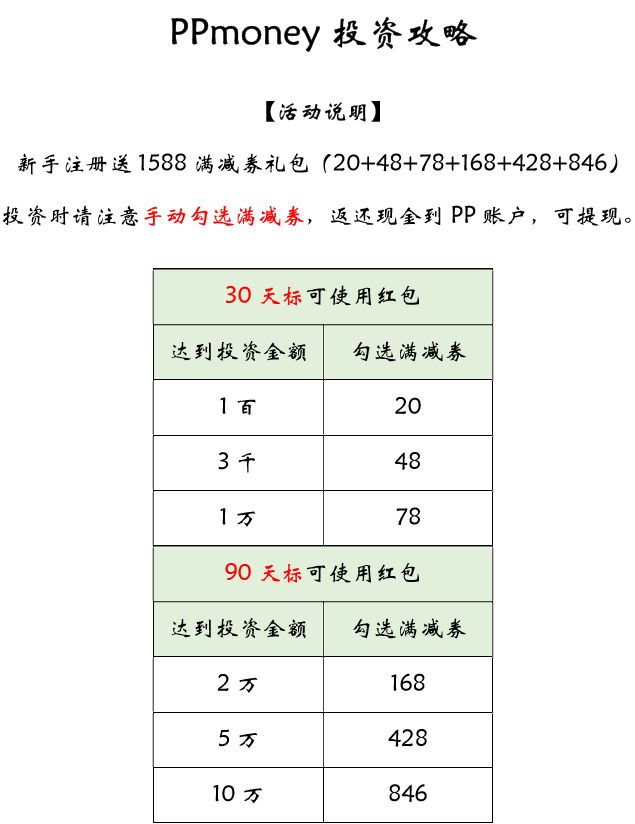 PPmoney 投资攻略
【活动说明】
新手注册送 1588 满减券礼包（20+48+78+168+428+846）
投资时请注意手动勾选满减券，返还现金到 PP 账户，可提现。
30 天标可使用红包
达到投资金额 勾选满减券
1 百 20
3 千 48
1 万 78
90 天标可使用红包
达到投资金额 勾选满减券
2 万 168
5 万 428
10 万 846